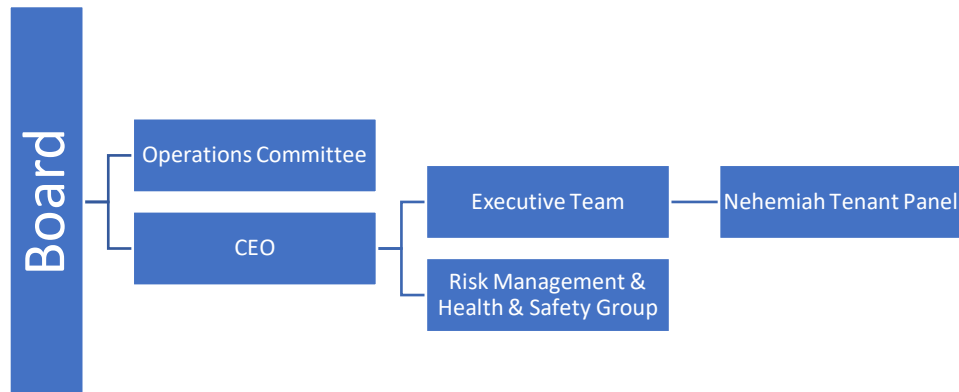 Board
Operations Committee
CEO
Executive Team
Nehemiah Tenant Panel
Risk Management &
Health & Safety Group